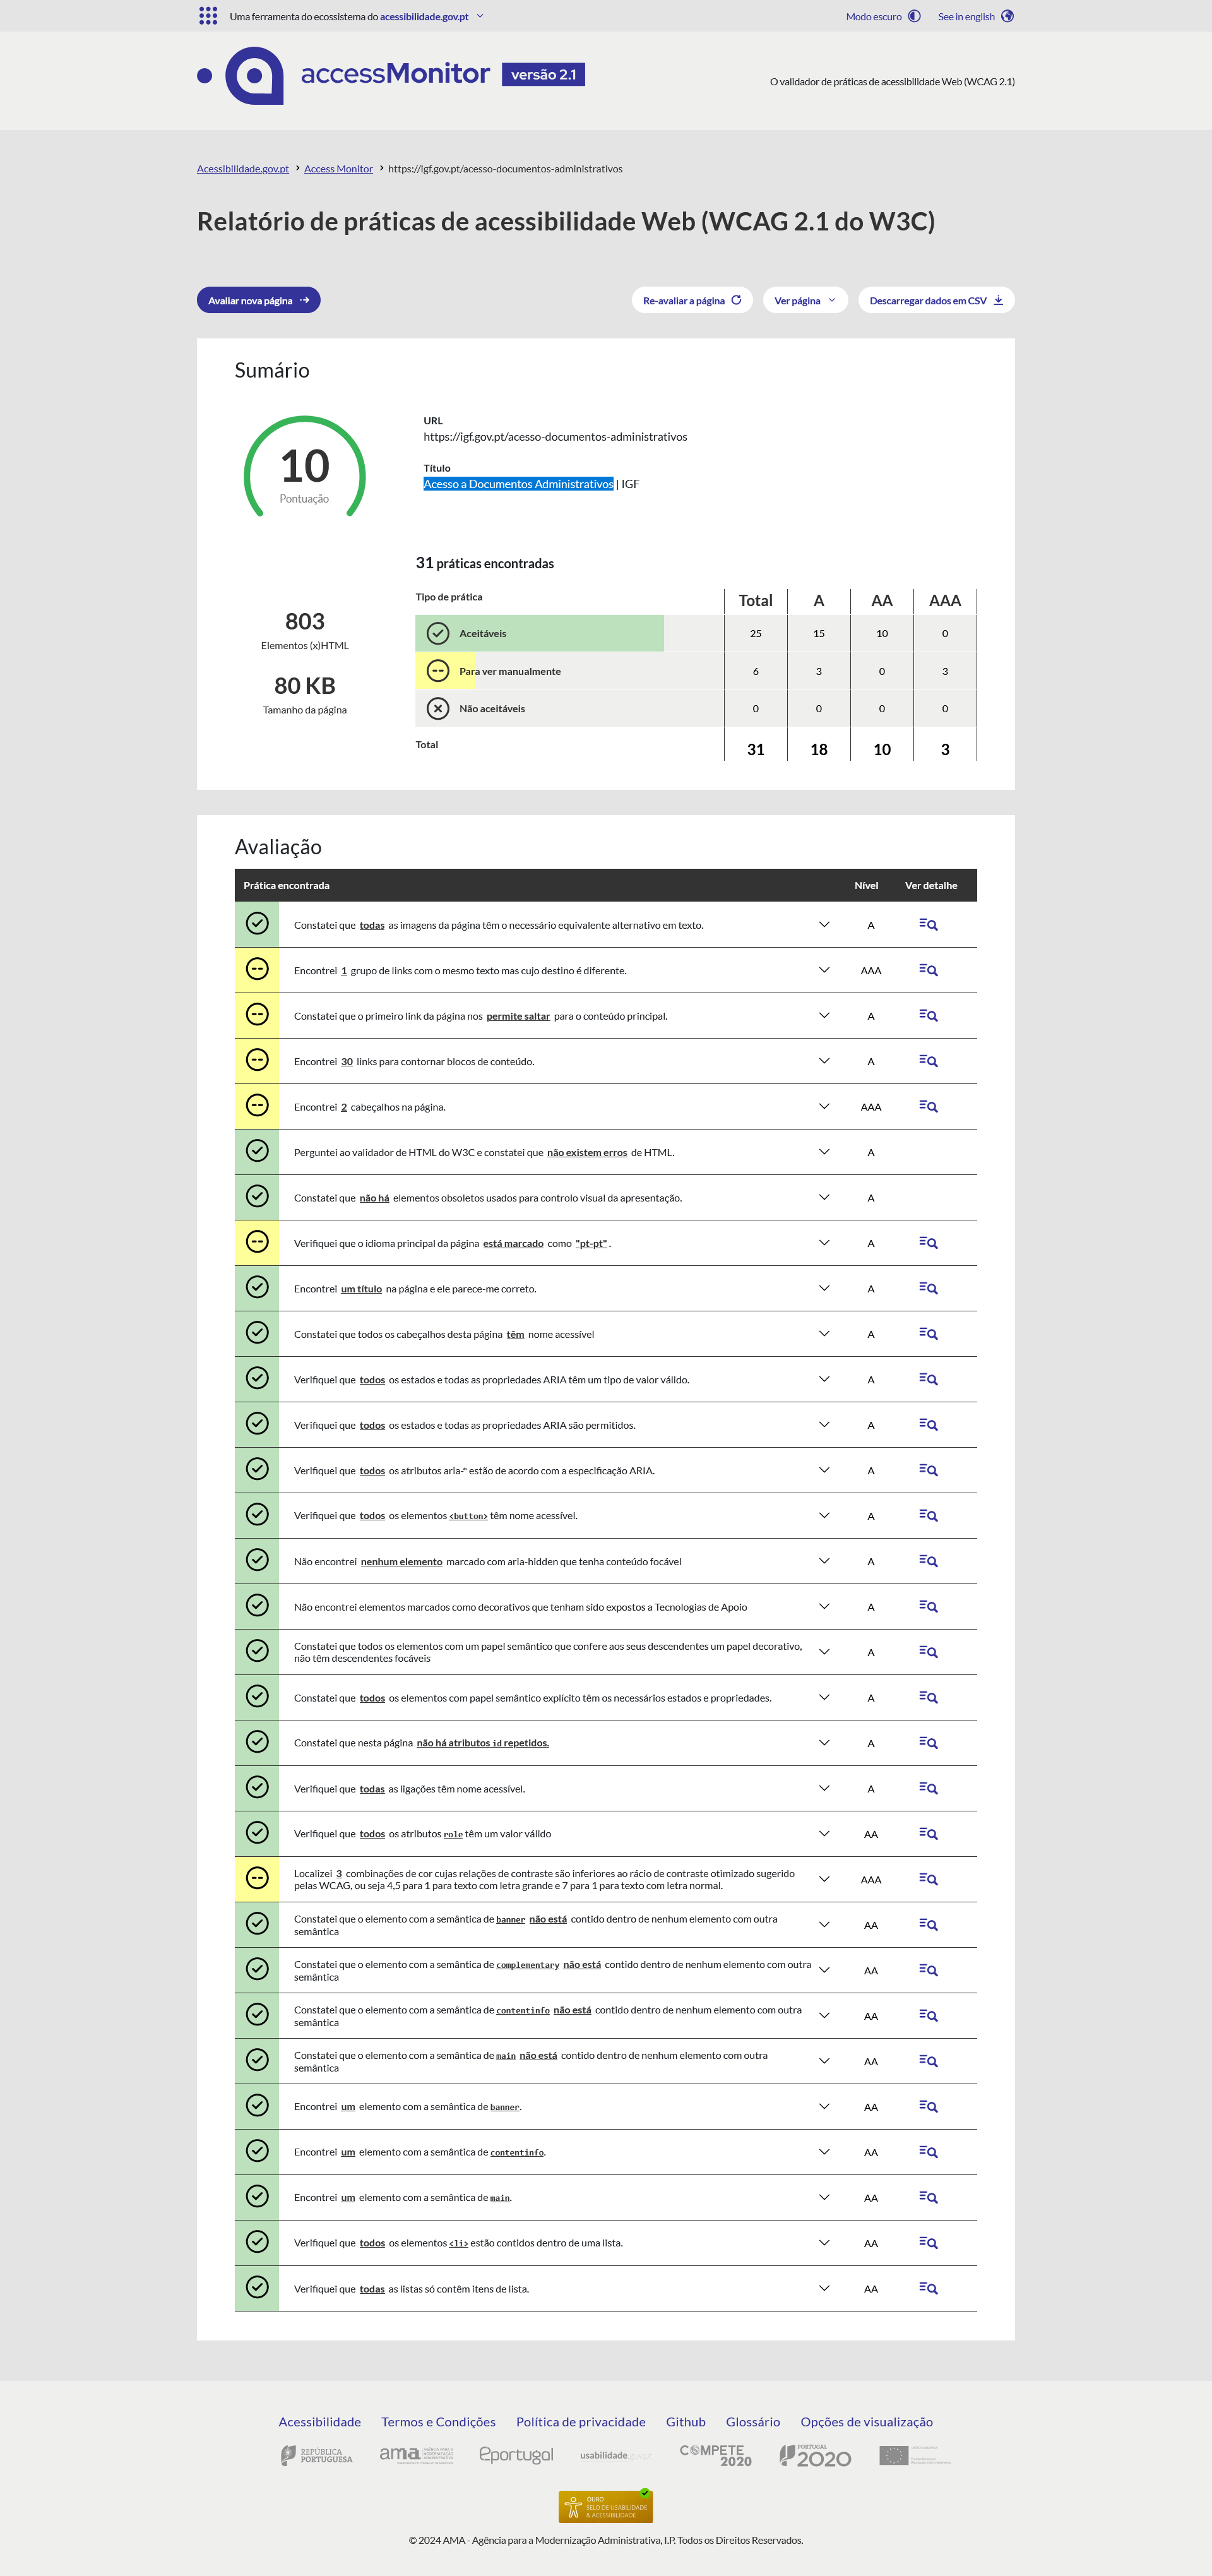 Uma ferramenta do ecossistema do acessibilidade.gov.pt
Modo escuro
See in english
accessMonitor versão 2.1
O validador de práticas de acessibilidade Web (WCAG 2.1)
Acessibilidade.gov.pt > Access Monitor > https://igf.gov.pt/acesso-documentos-administrativos
Relatório de práticas de acessibilidade Web (WCAG 2.1 do W3C)
Avaliar nova página
Re-avaliar a página
Ver página
Descarregar dados em CSV
Sumário
10
Pontuação
URL
https://igf.gov.pt/acesso-documentos-administrativos
Título
Acesso a Documentos Administrativos | IGF
803
Elementos (x)HTML
80 KB
Tamanho da página
31 práticas encontradas
Tipo de prática Total A AA AAA
Aceitáveis 25 15 10 0
Para ver manualmente 6 3 0 3
Não aceitáveis 0 0 0 0
Total 31 18 10 3
Avaliação
Prática encontrada Nível Ver detalhe
Constatei que todas as imagens da página têm o necessário equivalente alternativo em texto. A
Encontrei 1 grupo de links com o mesmo texto mas cujo destino é diferente. AAA
Constatei que o primeiro link da página nos permite saltar para o conteúdo principal. A
Encontrei 30 links para contornar blocos de conteúdo. A
Encontrei 2 cabeçalhos na página. AAA
Perguntei ao validador de HTML do W3C e constatei que não existem erros de HTML. A
Constatei que não há elementos obsoletos usados para controlo visual da apresentação. A
Verifiquei que o idioma principal da página está marcado como "pt-pt". A
Encontrei um título na página e ele parece-me correto. A
Constatei que todos os cabeçalhos desta página têm nome acessível A
Verifiquei que todos os estados e todas as propriedades ARIA têm um tipo de valor válido. A
Verifiquei que todos os estados e todas as propriedades ARIA são permitidos. A
Verifiquei que todos os atributos aria-* estão de acordo com a especificação ARIA. A
Verifiquei que todos os elementos <button> têm nome acessível. A
Não encontrei nenhum elemento marcado com aria-hidden que tenha conteúdo focável A
Não encontrei elementos marcados como decorativos que tenham sido expostos a Tecnologias de Apoio A
Constatei que todos os elementos com um papel semântico que confere aos seus descendentes um papel decorativo,
não têm descendentes focáveis A
Constatei que todos os elementos com papel semântico explícito têm os necessários estados e propriedades. A
Constatei que nesta página não há atributos id repetidos. A
Verifiquei que todas as ligações têm nome acessível. A
Verifiquei que todos os atributos role têm um valor válido AA
Localizei 3 combinações de cor cujas relações de contraste são inferiores ao rácio de contraste otimizado sugerido
pelas WCAG, ou seja 4,5 para 1 para texto com letra grande e 7 para 1 para texto com letra normal. AAA
Constatei que o elemento com a semântica de banner não está contido dentro de nenhum elemento com outra
semântica AA
Constatei que o elemento com a semântica de complementary não está contido dentro de nenhum elemento com outra
semântica AA
Constatei que o elemento com a semântica de contentinfo não está contido dentro de nenhum elemento com outra
semântica AA
Constatei que o elemento com a semântica de main não está contido dentro de nenhum elemento com outra
semântica AA
Encontrei um elemento com a semântica de banner. AA
Encontrei um elemento com a semântica de contentinfo. AA
Encontrei um elemento com a semântica de main. AA
Verifiquei que todos os elementos <li> estão contidos dentro de uma lista. AA
Verifiquei que todas as listas só contêm itens de lista. AA
Acessibilidade Termos e Condições Política de privacidade Github Glossário Opções de visualização
REPÚBLICA
PORTUGUESA
ama
eportugal
usabilidade
COMPETE
2020
PORTUGAL
2020
OURO
SELO DE USABILIDADE
& ACESSIBILIDADE
© 2024 AMA - Agência para a Modernização Administrativa, I.P. Todos os Direitos Reservados.